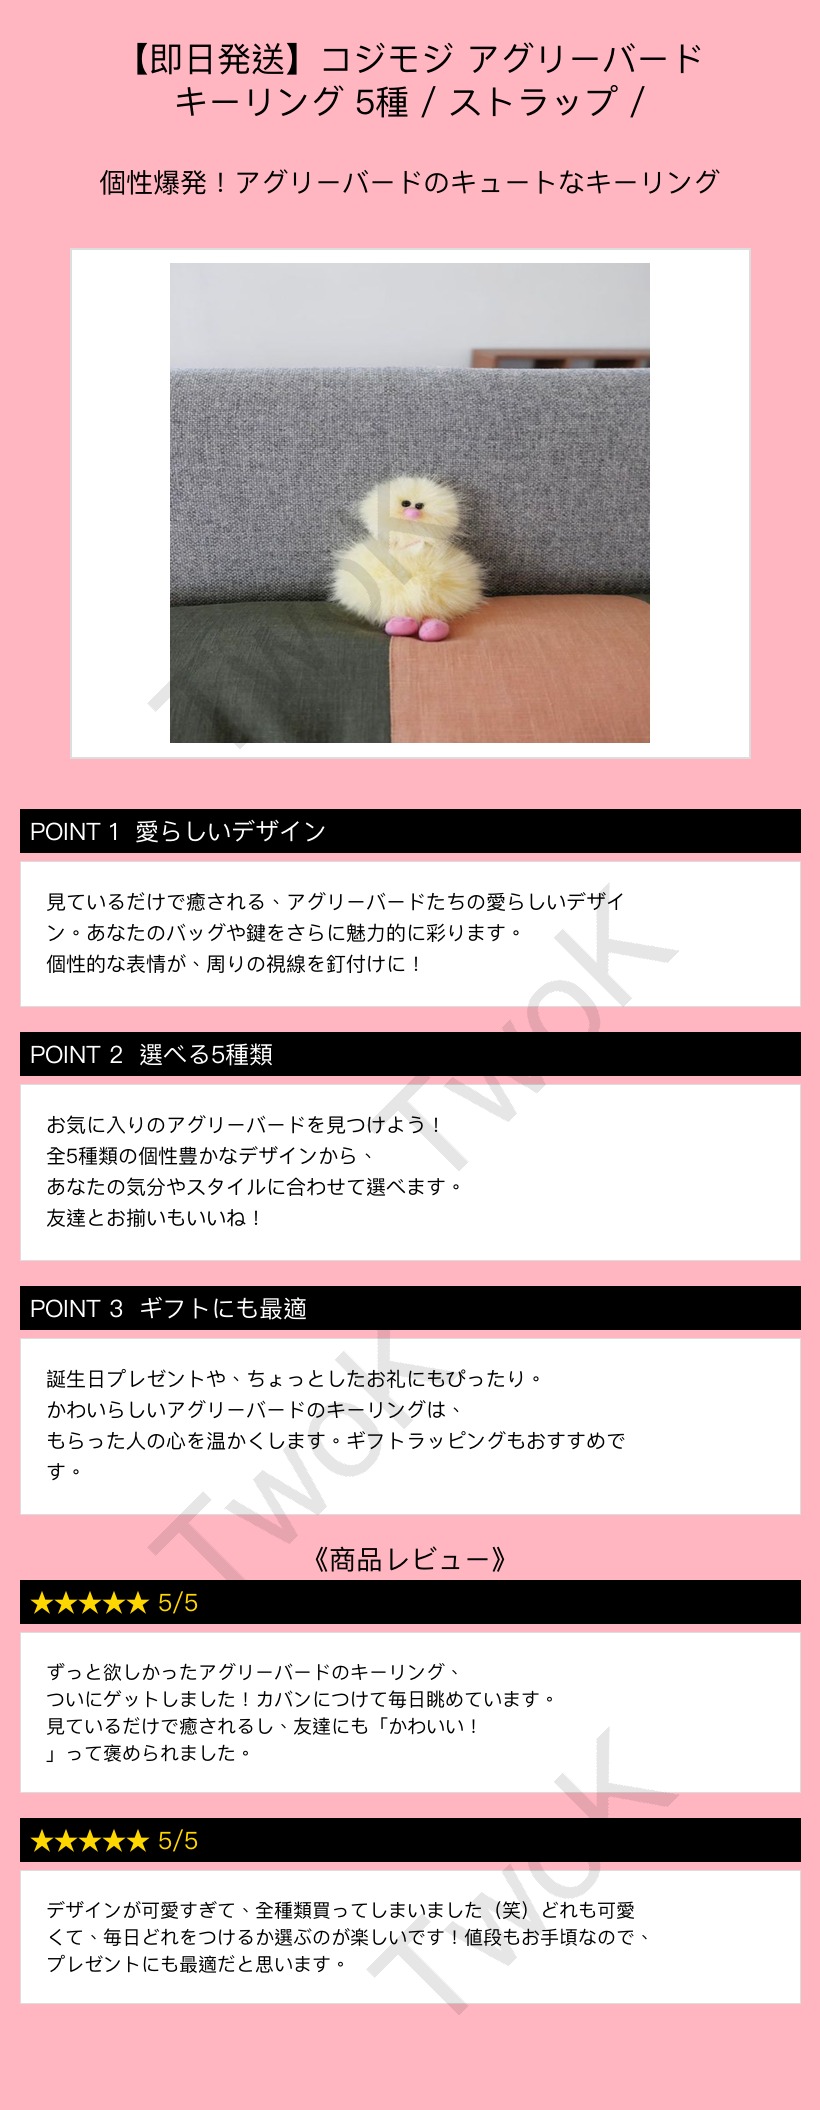 【即日発送】コジモジ アグリーバード
キーリング 5種 / ストラップ /
個性爆発！アグリーバードのキュートなキーリング
TwoK
POINT 1 愛らしいデザイン
見ているだけで癒される、アグリーバードたちの愛らしいデザイ
ン。あなたのバッグや鍵をさらに魅力的に彩ります。
個性的な表情が、周りの視線を釘付けに！
TwoK
POINT 2 選べる5種類
お気に入りのアグリーバードを見つけよう！
全5種類の個性豊かなデザインから、
あなたの気分やスタイルに合わせて選べます。
友達とお揃いもいいね！
POINT 3 ギフトにも最適
誕生日プレゼントや、ちょっとしたお礼にもぴったり。
かわいらしいアグリーバードのキーリングは、
もらった人の心を温かくします。ギフトラッピングもおすすめで
す。
TwoK
《商品レビュー》
★★★★★ 5/5
ずっと欲しかったアグリーバードのキーリング、
ついにゲットしました！カバンにつけて毎日眺めています。
見ているだけで癒されるし、友達にも「かわいい！
」って褒められました。
★★★★★ 5/5
デザインが可愛すぎて、全種類買ってしまいました（笑）どれも可愛
くて、毎日どれをつけるか選ぶのが楽しいです！値段もお手頃なので、
プレゼントにも最適だと思います。
TwoK